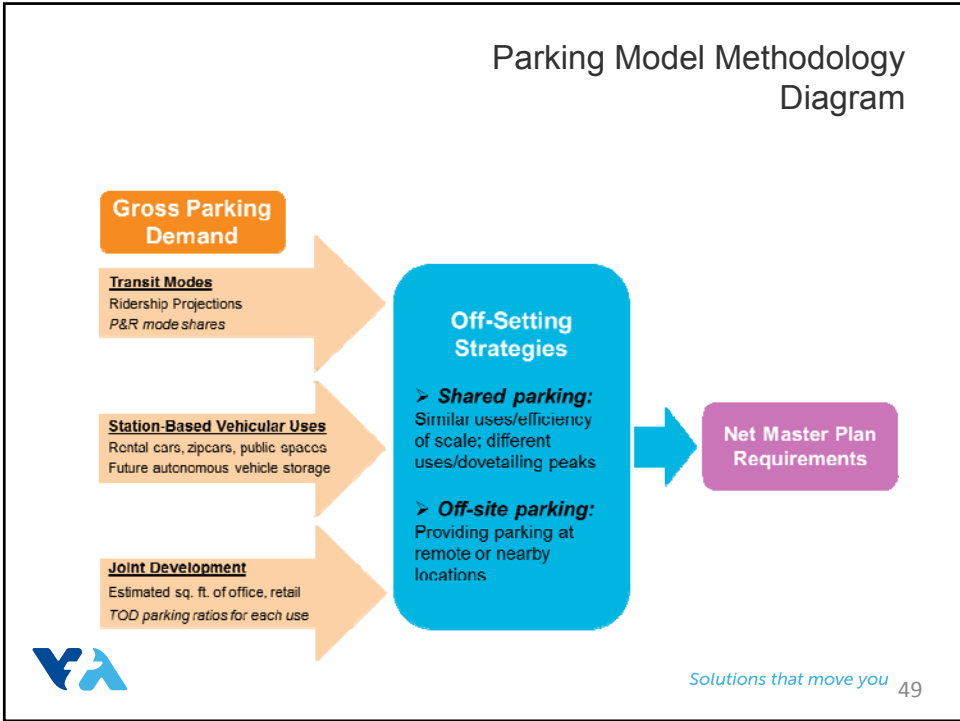 Parking Model Methodology
Diagram
Gross Parking
Demand
Transit Modes
Ridership Projections
P&R mode shares
Station-Based Vehicular Uses
Rental cars, zipcars, public spaces
Future autonomous vehicle storage
Joint Development
Estimated sq. ft. of office, retail
TOD parking ratios for each use
Off-Setting
Strategies
➢ Shared parking:
Similar uses/efficiency
of scale; different
uses/dovetailing peaks
➢ Off-site parking:
Providing parking at
remote or nearby
locations
Net Master Plan
Requirements
VTA
Solutions that move you
49